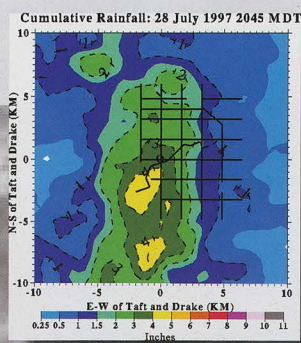 Cumulative Rainfall: 28 July 1997 2045 MDT
N-S of Taft and Drake (KM)
10
5
0
-5
-10
-10 -5 0 5 10
E-W of Taft and Drake (KM)
0.25 0.5 1 1.5 2 3 4 5 6 7 8 9 10 11
Inches